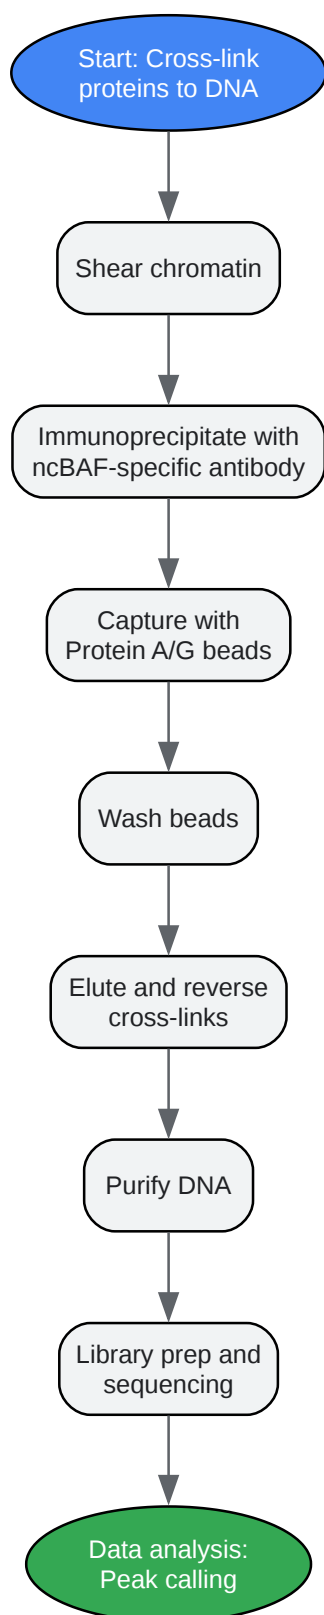 Start: Cross-link
proteins to DNA
Shear chromatin
Immunoprecipitate with
ncBAF-specific antibody
Capture with
Protein A/G beads
Wash beads
Elute and reverse
cross-links
Purify DNA
Library prep and
sequencing
Data analysis:
Peak calling